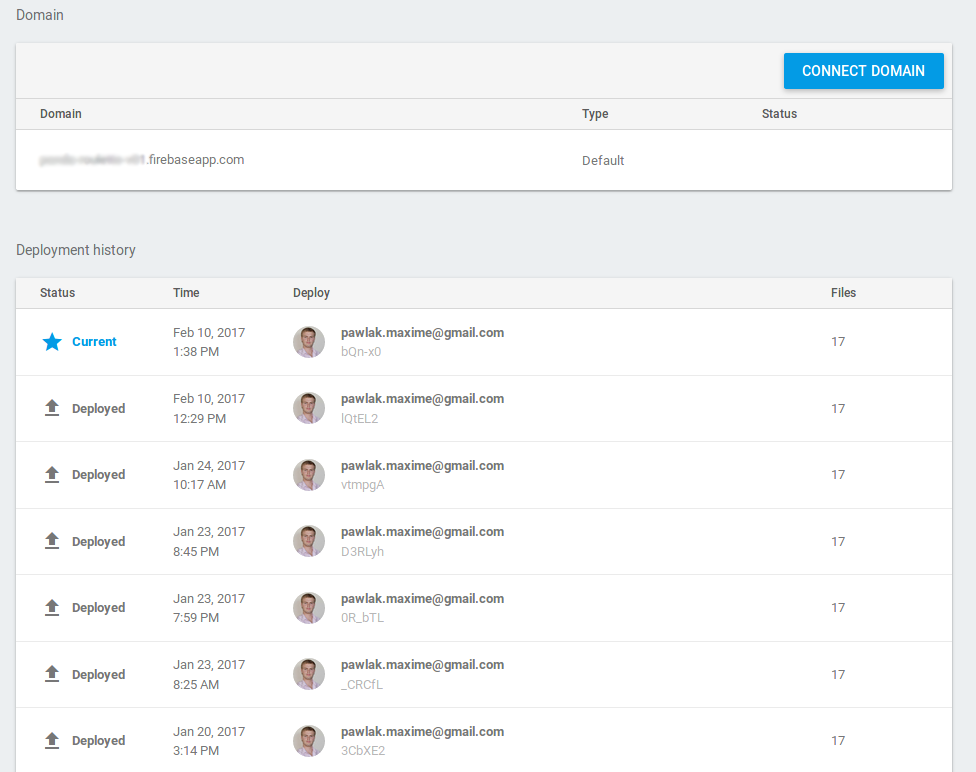 Domain
CONNECT DOMAIN
Domain Type Status
.firebaseapp.com Default
Deployment history
Status Time Deploy Files
Current Feb 10, 2017 1:38 PM pawlak.maxime@gmail.com bQn-x0 17
Deployed Feb 10, 2017 12:29 PM pawlak.maxime@gmail.com lQtEL2 17
Deployed Jan 24, 2017 10:17 AM pawlak.maxime@gmail.com vtmpgA 17
Deployed Jan 23, 2017 8:45 PM pawlak.maxime@gmail.com D3RLyh 17
Deployed Jan 23, 2017 7:59 PM pawlak.maxime@gmail.com 0R_bTL 17
Deployed Jan 23, 2017 8:25 AM pawlak.maxime@gmail.com _CRCfL 17
Deployed Jan 20, 2017 3:14 PM pawlak.maxime@gmail.com 3CbXE2 17